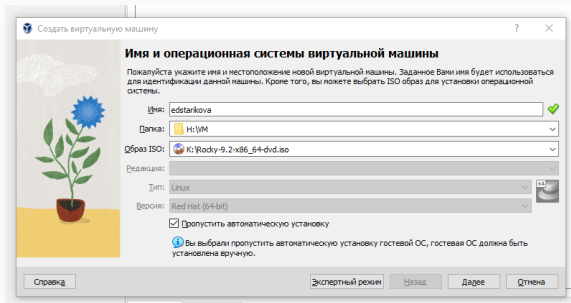 Создать виртуальную машину
? ×
Имя и операционная системы виртуальной машины
Пожалуйста укажите имя и местоположение новой виртуальной машины. Заданное Вами имя будет использоваться
для идентификации данной машины. Кроме того, вы можете выбрать ISO образ для установки операционной
системы.
Имя: edstarikova
Папка: H:\VM
Образ ISO: K:\Rocky-9.2-x86_64-dvd.iso
Редакция:
Тип: Linux
64
Версия: Red Hat (64-bit)
Пропустить автоматическую установку
Вы выбрали пропустить автоматическую установку гостевой ОС, гостевая ОС должна быть
установлена вручную.
Справка Экспертный режим Назад Далее Отмена